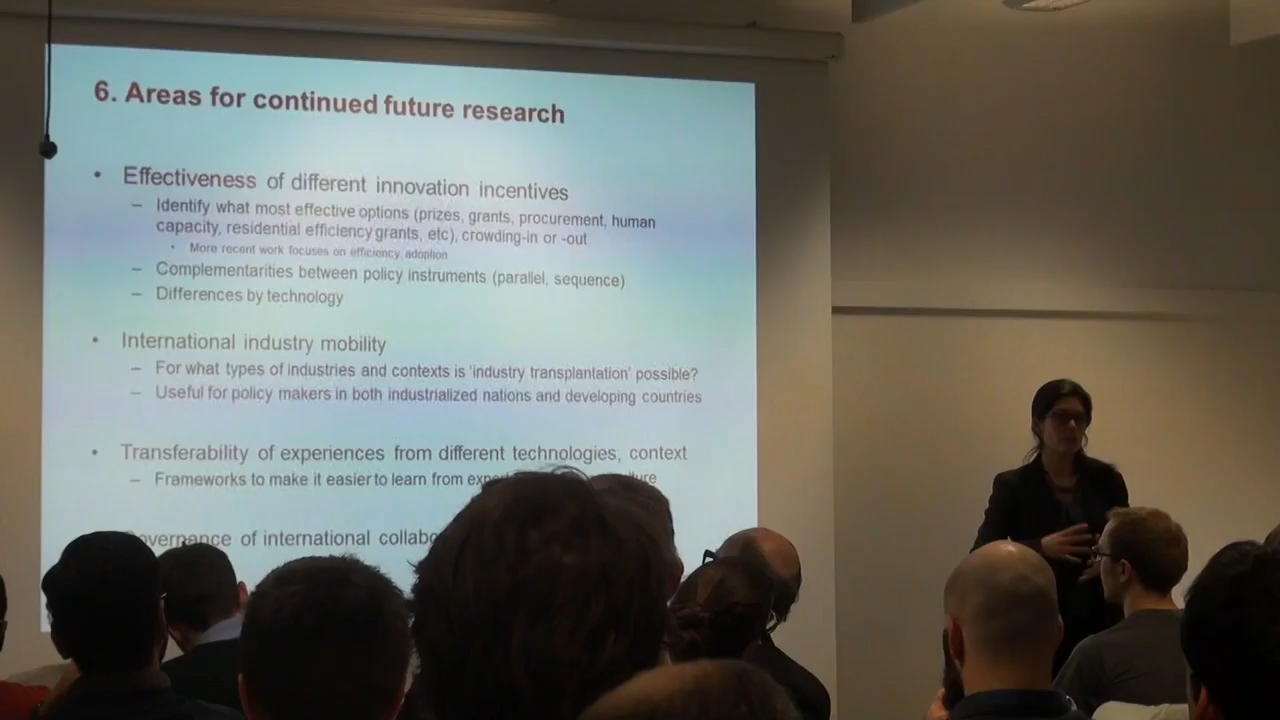 6. Areas for continued future research
• Effectiveness of different innovation incentives
– Identify what most effective options (prizes, grants, procurement, human
capacity, residential efficiency grants, etc), crowding-in or -out
• More recent work focuses on efficiency, adoption
– Complementarities between policy instruments (parallel, sequence)
– Differences by technology
• International industry mobility
– For what types of industries and contexts is 'industry transplantation' possible?
– Useful for policy makers in both industrialized nations and developing countries
• Transferability of experiences from different technologies, context
– Frameworks to make it easier to learn from
of international